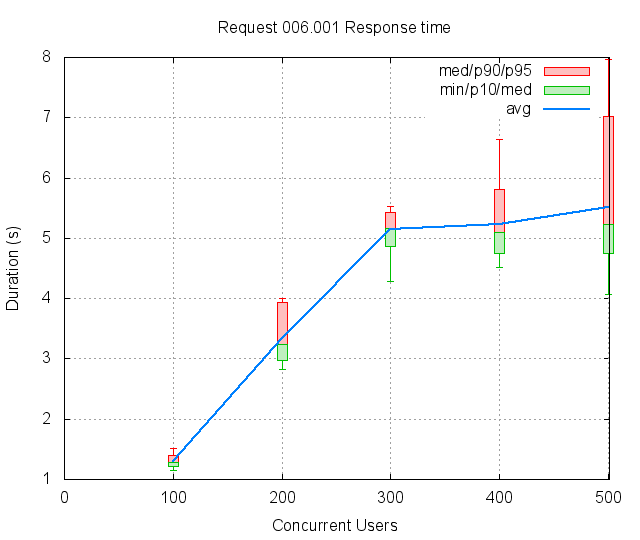 Request 006.001 Response time
med/p90/p95
min/p10/med
avg
Duration (s)
8
7
6
5
4
3
2
1
0 100 200 300 400 500
Concurrent Users